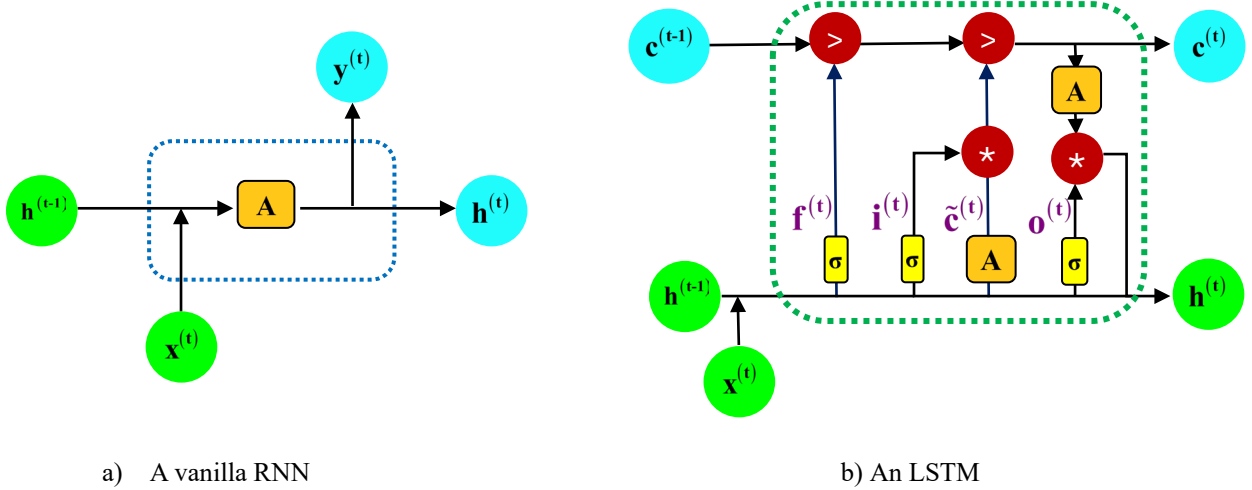 y^(t)
h^(t-1)
A
h^(t)
x^(t)
a) A vanilla RNN
c^(t-1)
>
>
c^(t)
A
*
*
f^(t)
i^(t)
c̃^(t)
o^(t)
σ
σ
A
σ
h^(t-1)
h^(t)
x^(t)
b) An LSTM